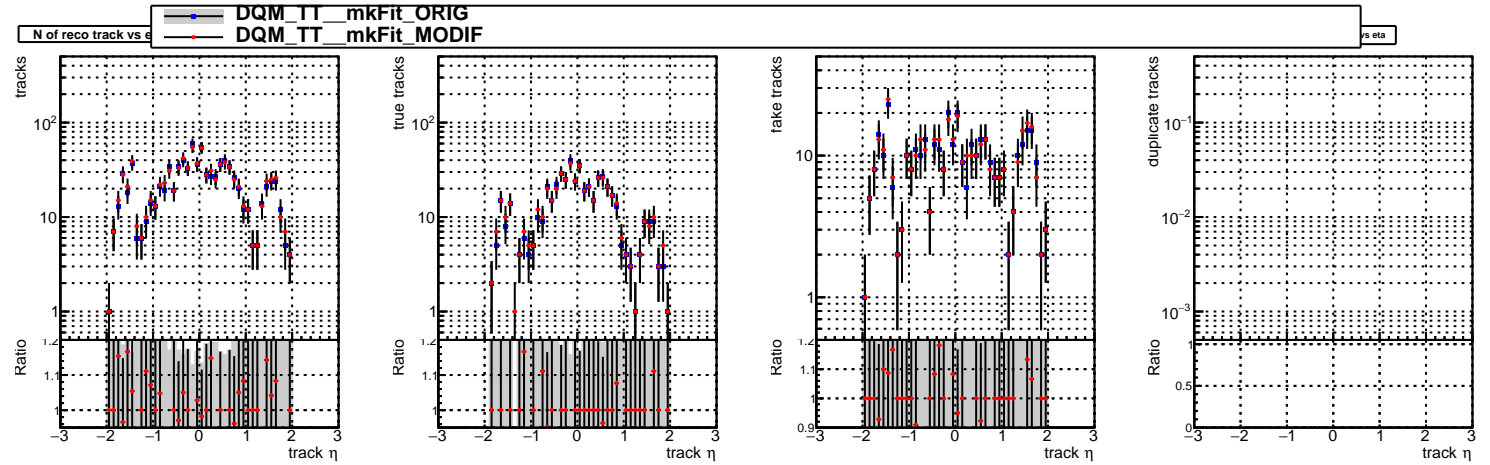 DQM_TT__mkFit_ORIG
DQM_TT__mkFit_MODIF
N of reco track vs e
vs eta
tracks
10²
10
1
Ratio
1.2
1.1
1
−3 −2 −1 0 1 2 3
track η
true tracks
10²
10
1
Ratio
1.2
1.1
1
−3 −2 −1 0 1 2 3
track η
fake tracks
10
1
Ratio
1.2
1.1
1
0.9
−3 −2 −1 0 1 2 3
track η
duplicate tracks
10⁻¹
10⁻²
10⁻³
Ratio
1
0.5
0
−3 −2 −1 0 1 2 3
track η